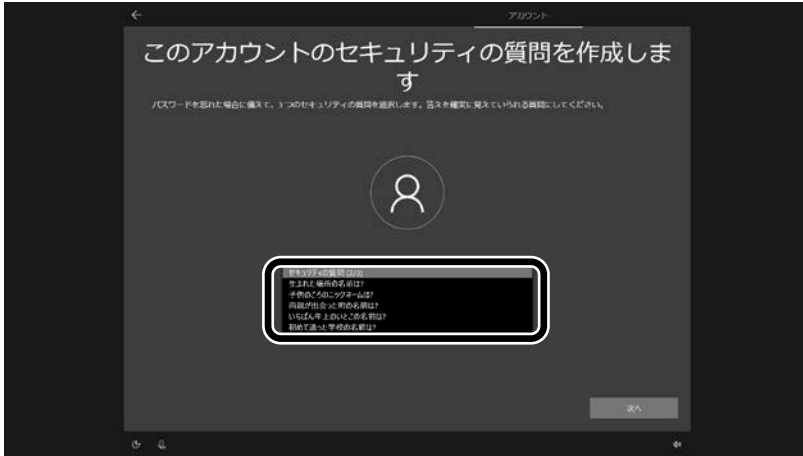 アカウント
このアカウントのセキュリティの質問を作成しま
す
パスワードを忘れた場合に備えて、3 つのセキュリティの質問を選択します。答えを確実に覚えていられる質問にしてください。
セキュリティの質問 (2/3)
生まれた場所の名前は?
子供のころのニックネームは?
両親が出会った町の名前は?
いちばん年上のいとこの名前は?
初めて通った学校の名前は?
次へ